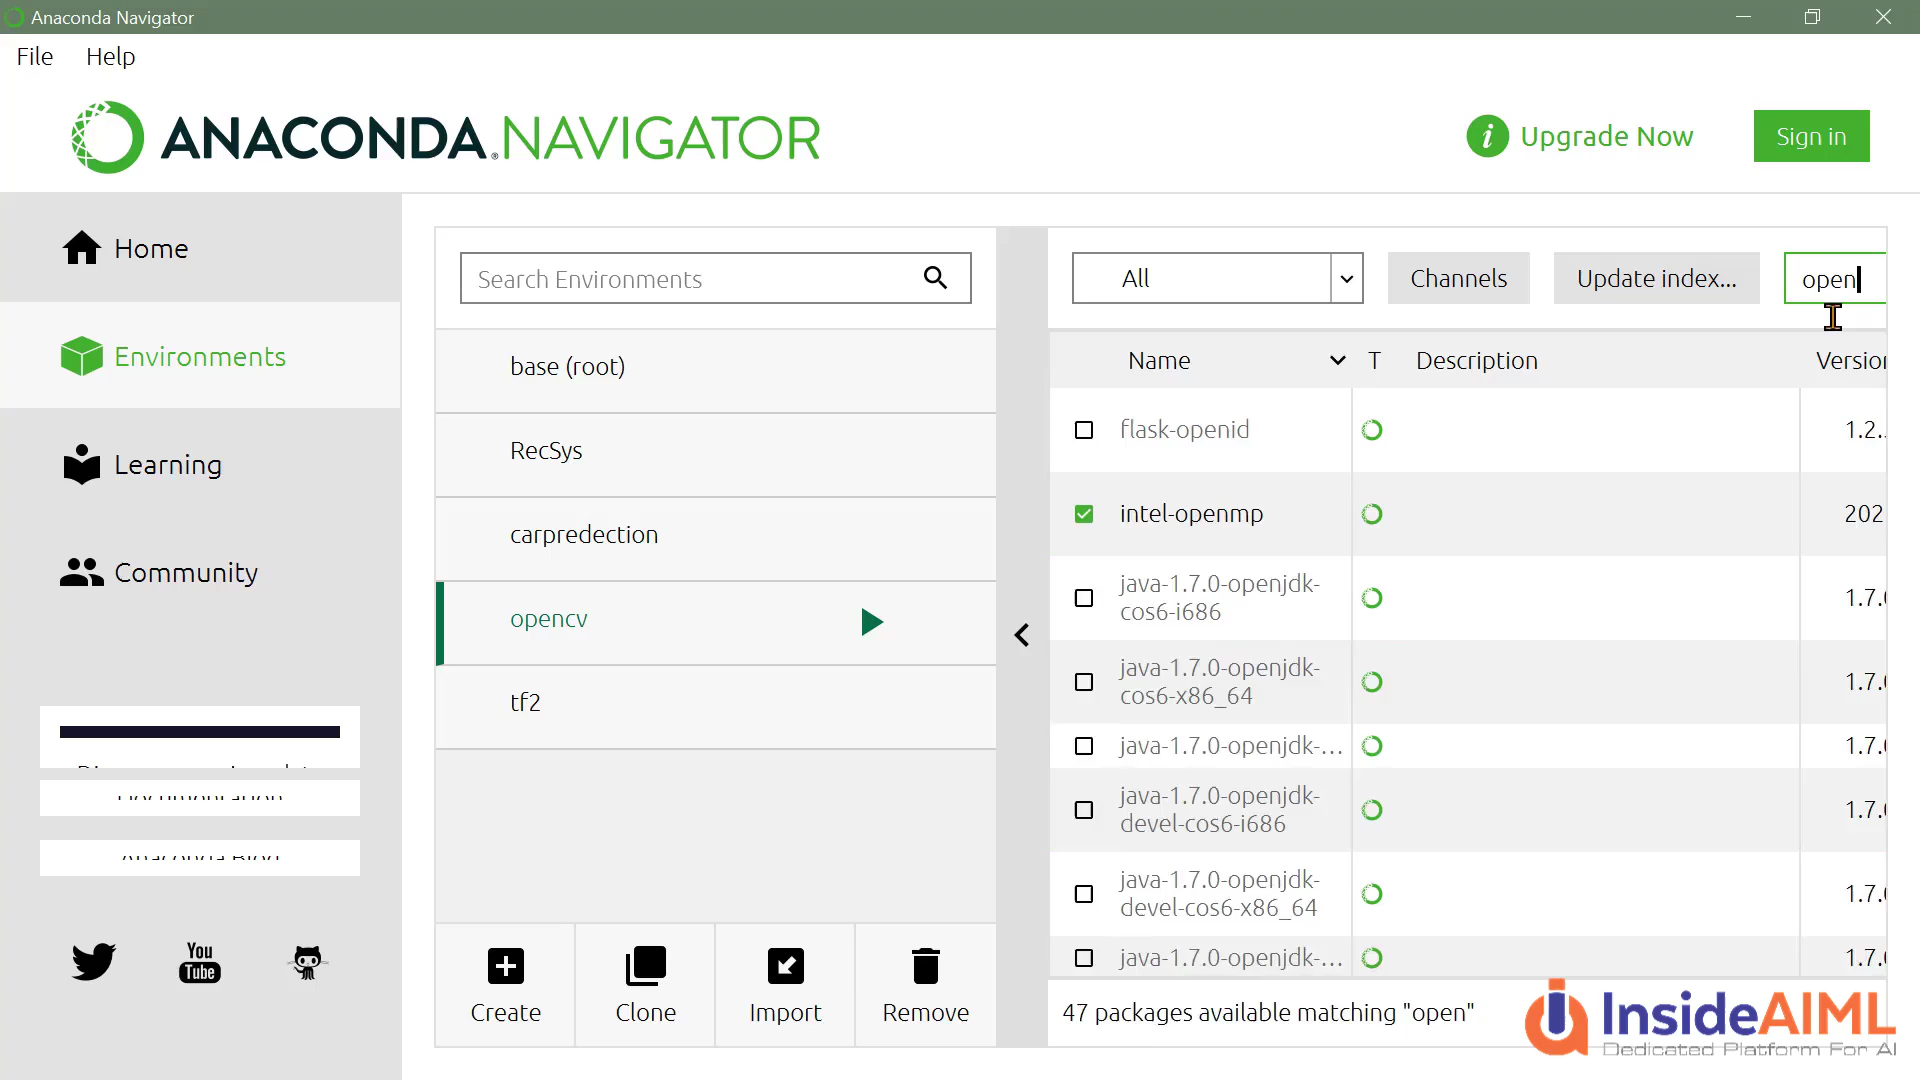 Anaconda Navigator
File Help
ANACONDA.NAVIGATOR
i Upgrade Now
Sign in
Home
Environments
Learning
Community
You
Tube
Search Environments
base (root)
RecSys
carpredection
opencv
tf2
Create Clone Import Remove
All
Channels
Update index...
open
Name T Description Version
flask-openid 1.2.
intel-openmp 202
java-1.7.0-openjdk-
cos6-i686 1.7.
java-1.7.0-openjdk-
cos6-x86_64 1.7.
java-1.7.0-openjdk-... 1.7.
java-1.7.0-openjdk-
devel-cos6-i686 1.7.
java-1.7.0-openjdk-
devel-cos6-x86_64 1.7.
java-1.7.0-openjdk-... 1.7.
47 packages available matching "open"
InsideAIML
Dedicated Platform For AI